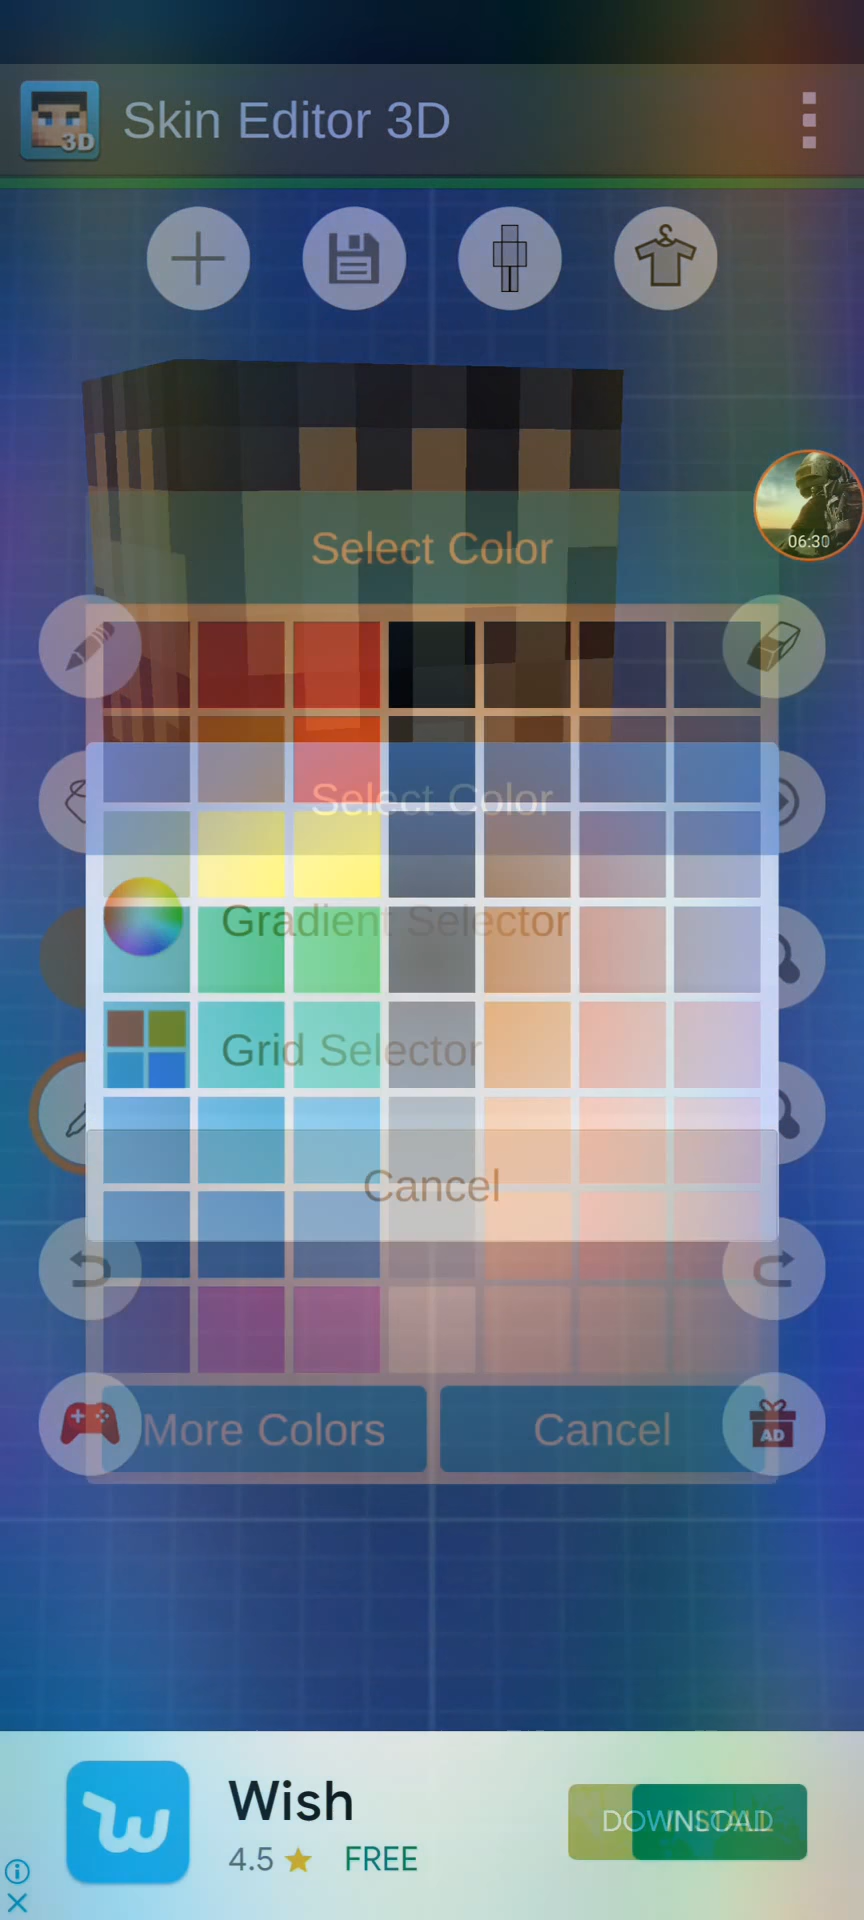 Skin Editor 3D
3D
06:30
Select Color
Select Color
Gradient Selector
Grid Selector
Cancel
More Colors
Cancel
AD
Wish
4.5 FREE